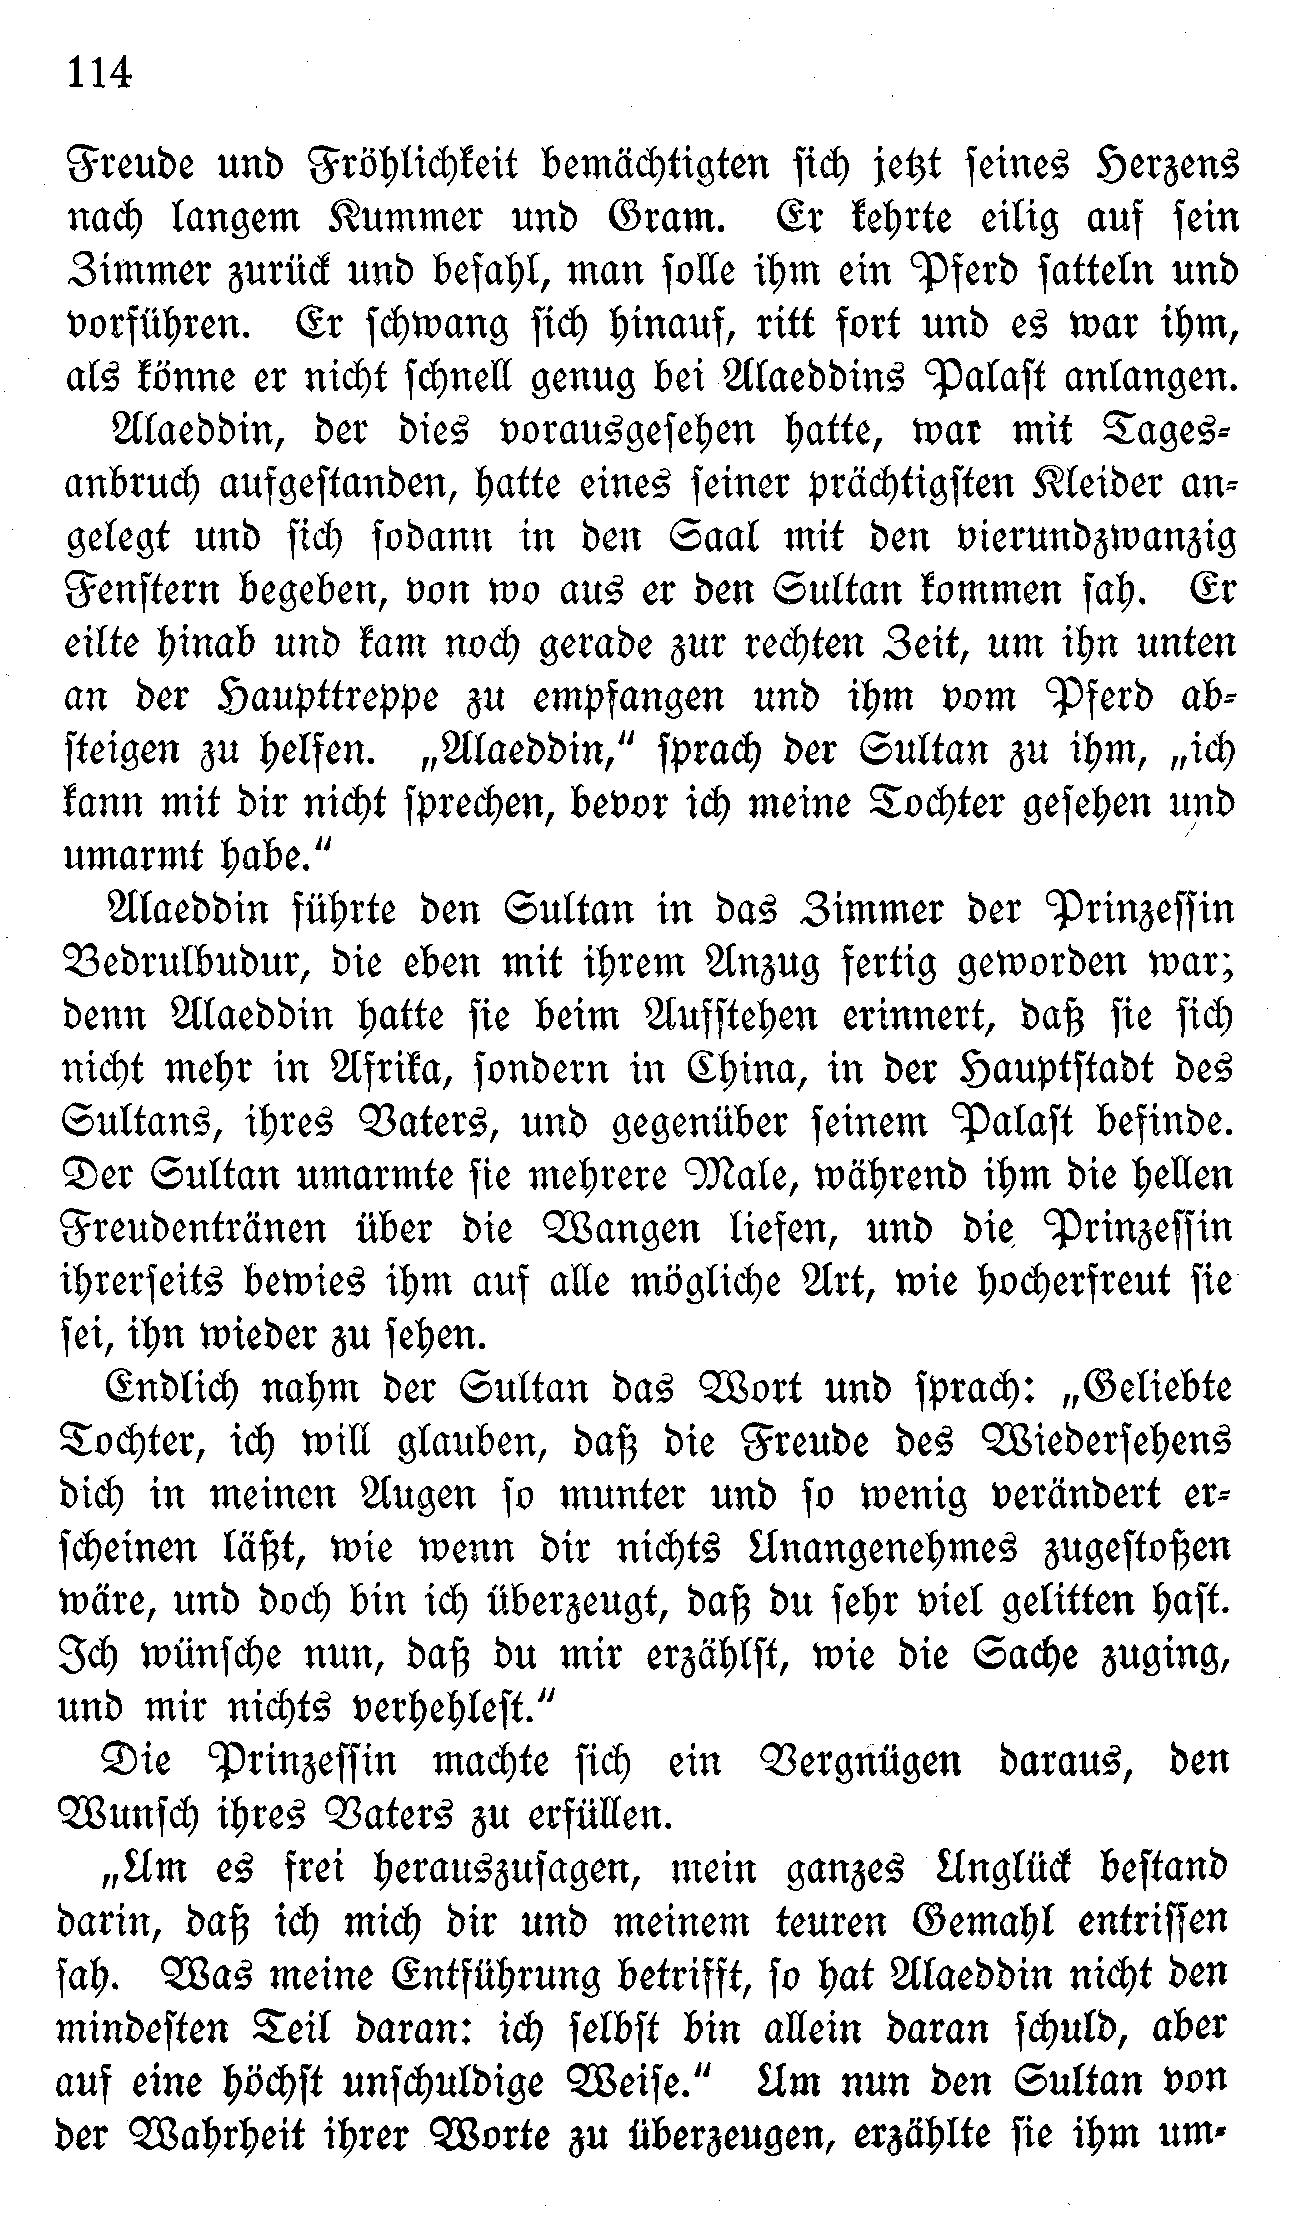 114
Freude und Fröhlichkeit bemächtigten sich jetzt seines Herzens
nach langem Kummer und Gram. Er kehrte eilig auf sein
Zimmer zurück und befahl, man solle ihm ein Pferd satteln und
vorführen. Er schwang sich hinauf, ritt fort und es war ihm,
als könne er nicht schnell genug bei Alaeddins Palast anlangen.
Alaeddin, der dies vorausgesehen hatte, war mit Tages-
anbruch aufgestanden, hatte eines seiner prächtigsten Kleider an-
gelegt und sich sodann in den Saal mit den vierundzwanzig
Fenstern begeben, von wo aus er den Sultan kommen sah. Er
eilte hinab und kam noch gerade zur rechten Zeit, um ihn unten
an der Haupttreppe zu empfangen und ihm vom Pferd ab-
steigen zu helfen. „Alaeddin,“ sprach der Sultan zu ihm, „ich
kann mit dir nicht sprechen, bevor ich meine Tochter gesehen und
umarmt habe.“
Alaeddin führte den Sultan in das Zimmer der Prinzessin
Bedrulbudur, die eben mit ihrem Anzug fertig geworden war;
denn Alaeddin hatte sie beim Aufstehen erinnert, daß sie sich
nicht mehr in Afrika, sondern in China, in der Hauptstadt des
Sultans, ihres Vaters, und gegenüber seinem Palast befinde.
Der Sultan umarmte sie mehrere Male, während ihm die hellen
Freudentränen über die Wangen liefen, und die Prinzessin
ihrerseits bewies ihm auf alle mögliche Art, wie hocherfreut sie
sei, ihn wieder zu sehen.
Endlich nahm der Sultan das Wort und sprach: „Geliebte
Tochter, ich will glauben, daß die Freude des Wiedersehens
dich in meinen Augen so munter und so wenig verändert er-
scheinen läßt, wie wenn dir nichts Unangenehmes zugestoßen
wäre, und doch bin ich überzeugt, daß du sehr viel gelitten hast.
Ich wünsche nun, daß du mir erzählst, wie die Sache zuging,
und mir nichts verhehlest.“
Die Prinzessin machte sich ein Vergnügen daraus, den
Wunsch ihres Vaters zu erfüllen.
„Um es frei herauszusagen, mein ganzes Unglück bestand
darin, daß ich mich dir und meinem teuren Gemahl entrissen
sah. Was meine Entführung betrifft, so hat Alaeddin nicht den
mindesten Teil daran: ich selbst bin allein daran schuld, aber
auf eine höchst unschuldige Weise.“ Um nun den Sultan von
der Wahrheit ihrer Worte zu überzeugen, erzählte sie ihm um-